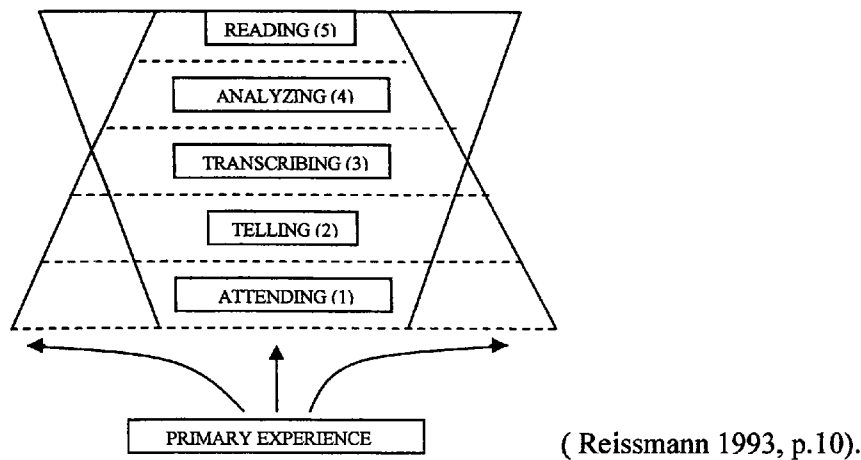 READING (5)
ANALYZING (4)
TRANSCRIBING (3)
TELLING (2)
ATTENDING (1)
PRIMARY EXPERIENCE
( Reissmann 1993, p.10).